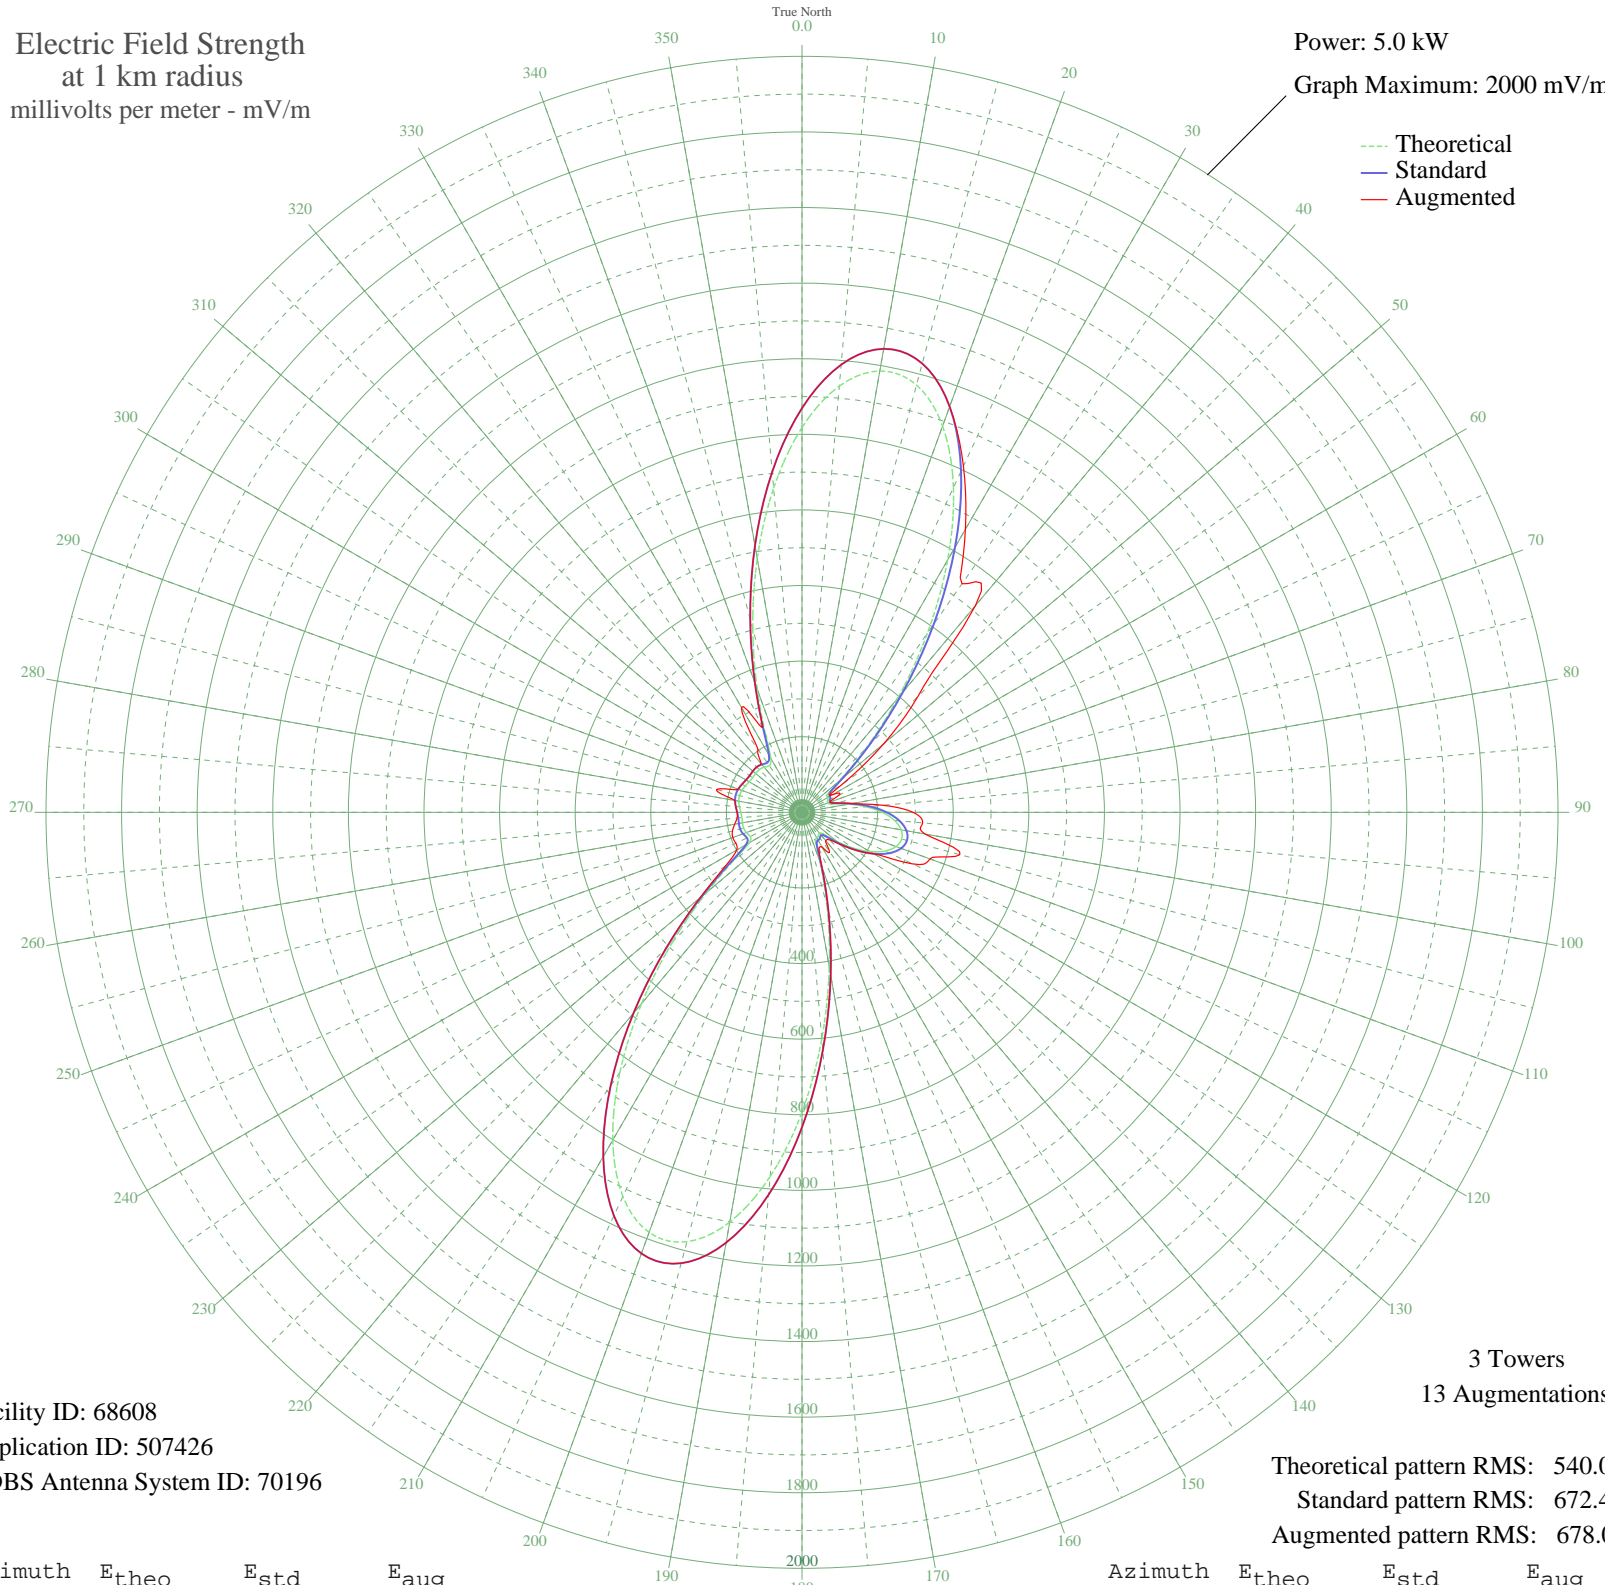 True North
0.0
Electric Field Strength
at 1 km radius
millivolts per meter - mV/m
Power: 5.0 kW
Graph Maximum: 2000 mV/m
Theoretical
Standard
Augmented
350
10
340
20
330
30
320
40
310
50
300
60
290
70
280
80
270
90
260
100
250
110
240
120
230
130
220
140
210
150
200
160
190
170
180
400
600
800
1000
1200
1400
1600
1800
2000
3 Towers
13 Augmentations
cility ID: 68608
plication ID: 507426
DBS Antenna System ID: 70196
Theoretical pattern RMS: 540.0
Standard pattern RMS: 672.4
Augmented pattern RMS: 678.0
imuth Etheo Estd Eaug
Azimuth Etheo Estd Eaug